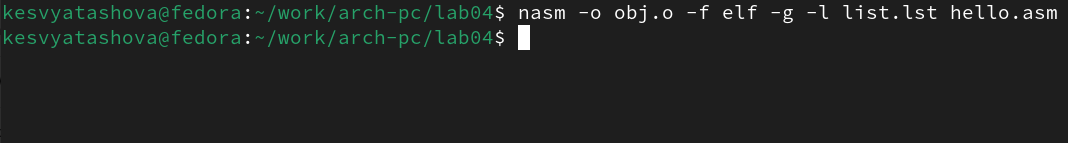 kesvyatashova@fedora:~/work/arch-pc/lab04$ nasm -o obj.o -f elf -g -l list.lst hello.asm
kesvyatashova@fedora:~/work/arch-pc/lab04$